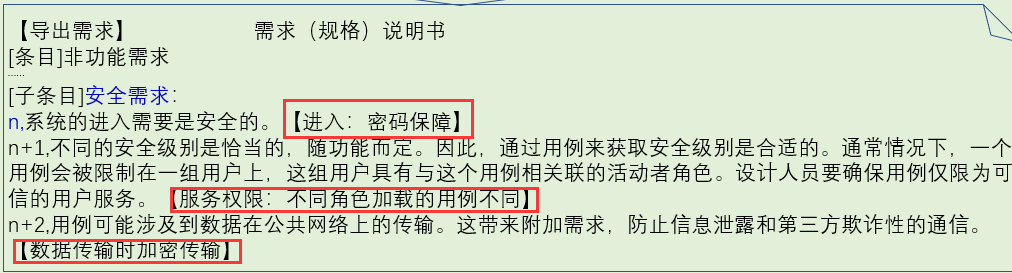 【导出需求】 需求（规格）说明书
[条目]非功能需求
......
[子条目]安全需求：
n,系统的进入需要是安全的。【进入：密码保障】
n+1,不同的安全级别是恰当的，随功能而定。因此，通过用例来获取安全级别是合适的。通常情况下，一个
用例会被限制在一组用户上，这组用户具有与这个用例相关联的活动者角色。设计人员要确保用例仅限为可
信的用户服务。【服务权限：不同角色加载的用例不同】
n+2,用例可能涉及到数据在公共网络上的传输。这带来附加需求，防止信息泄露和第三方欺诈性的通信。
【数据传输时加密传输】